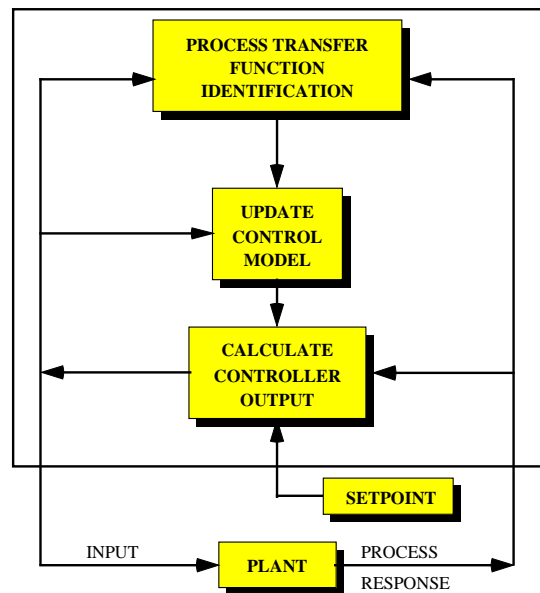 PROCESS TRANSFER
FUNCTION
IDENTIFICATION
UPDATE
CONTROL
MODEL
CALCULATE
CONTROLLER
OUTPUT
SETPOINT
INPUT
PLANT
PROCESS
RESPONSE